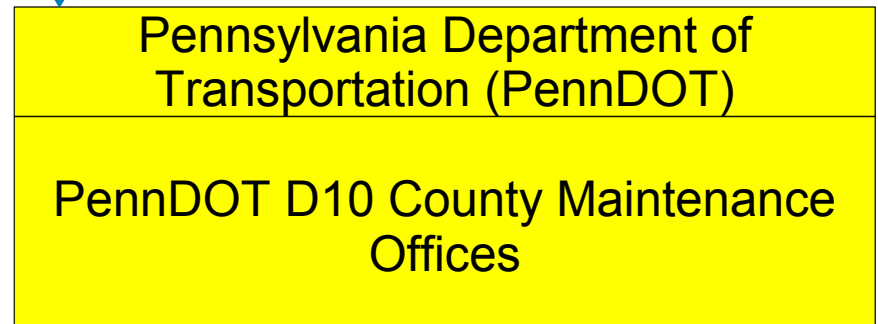 Pennsylvania Department of
Transportation (PennDOT)
PennDOT D10 County Maintenance
Offices